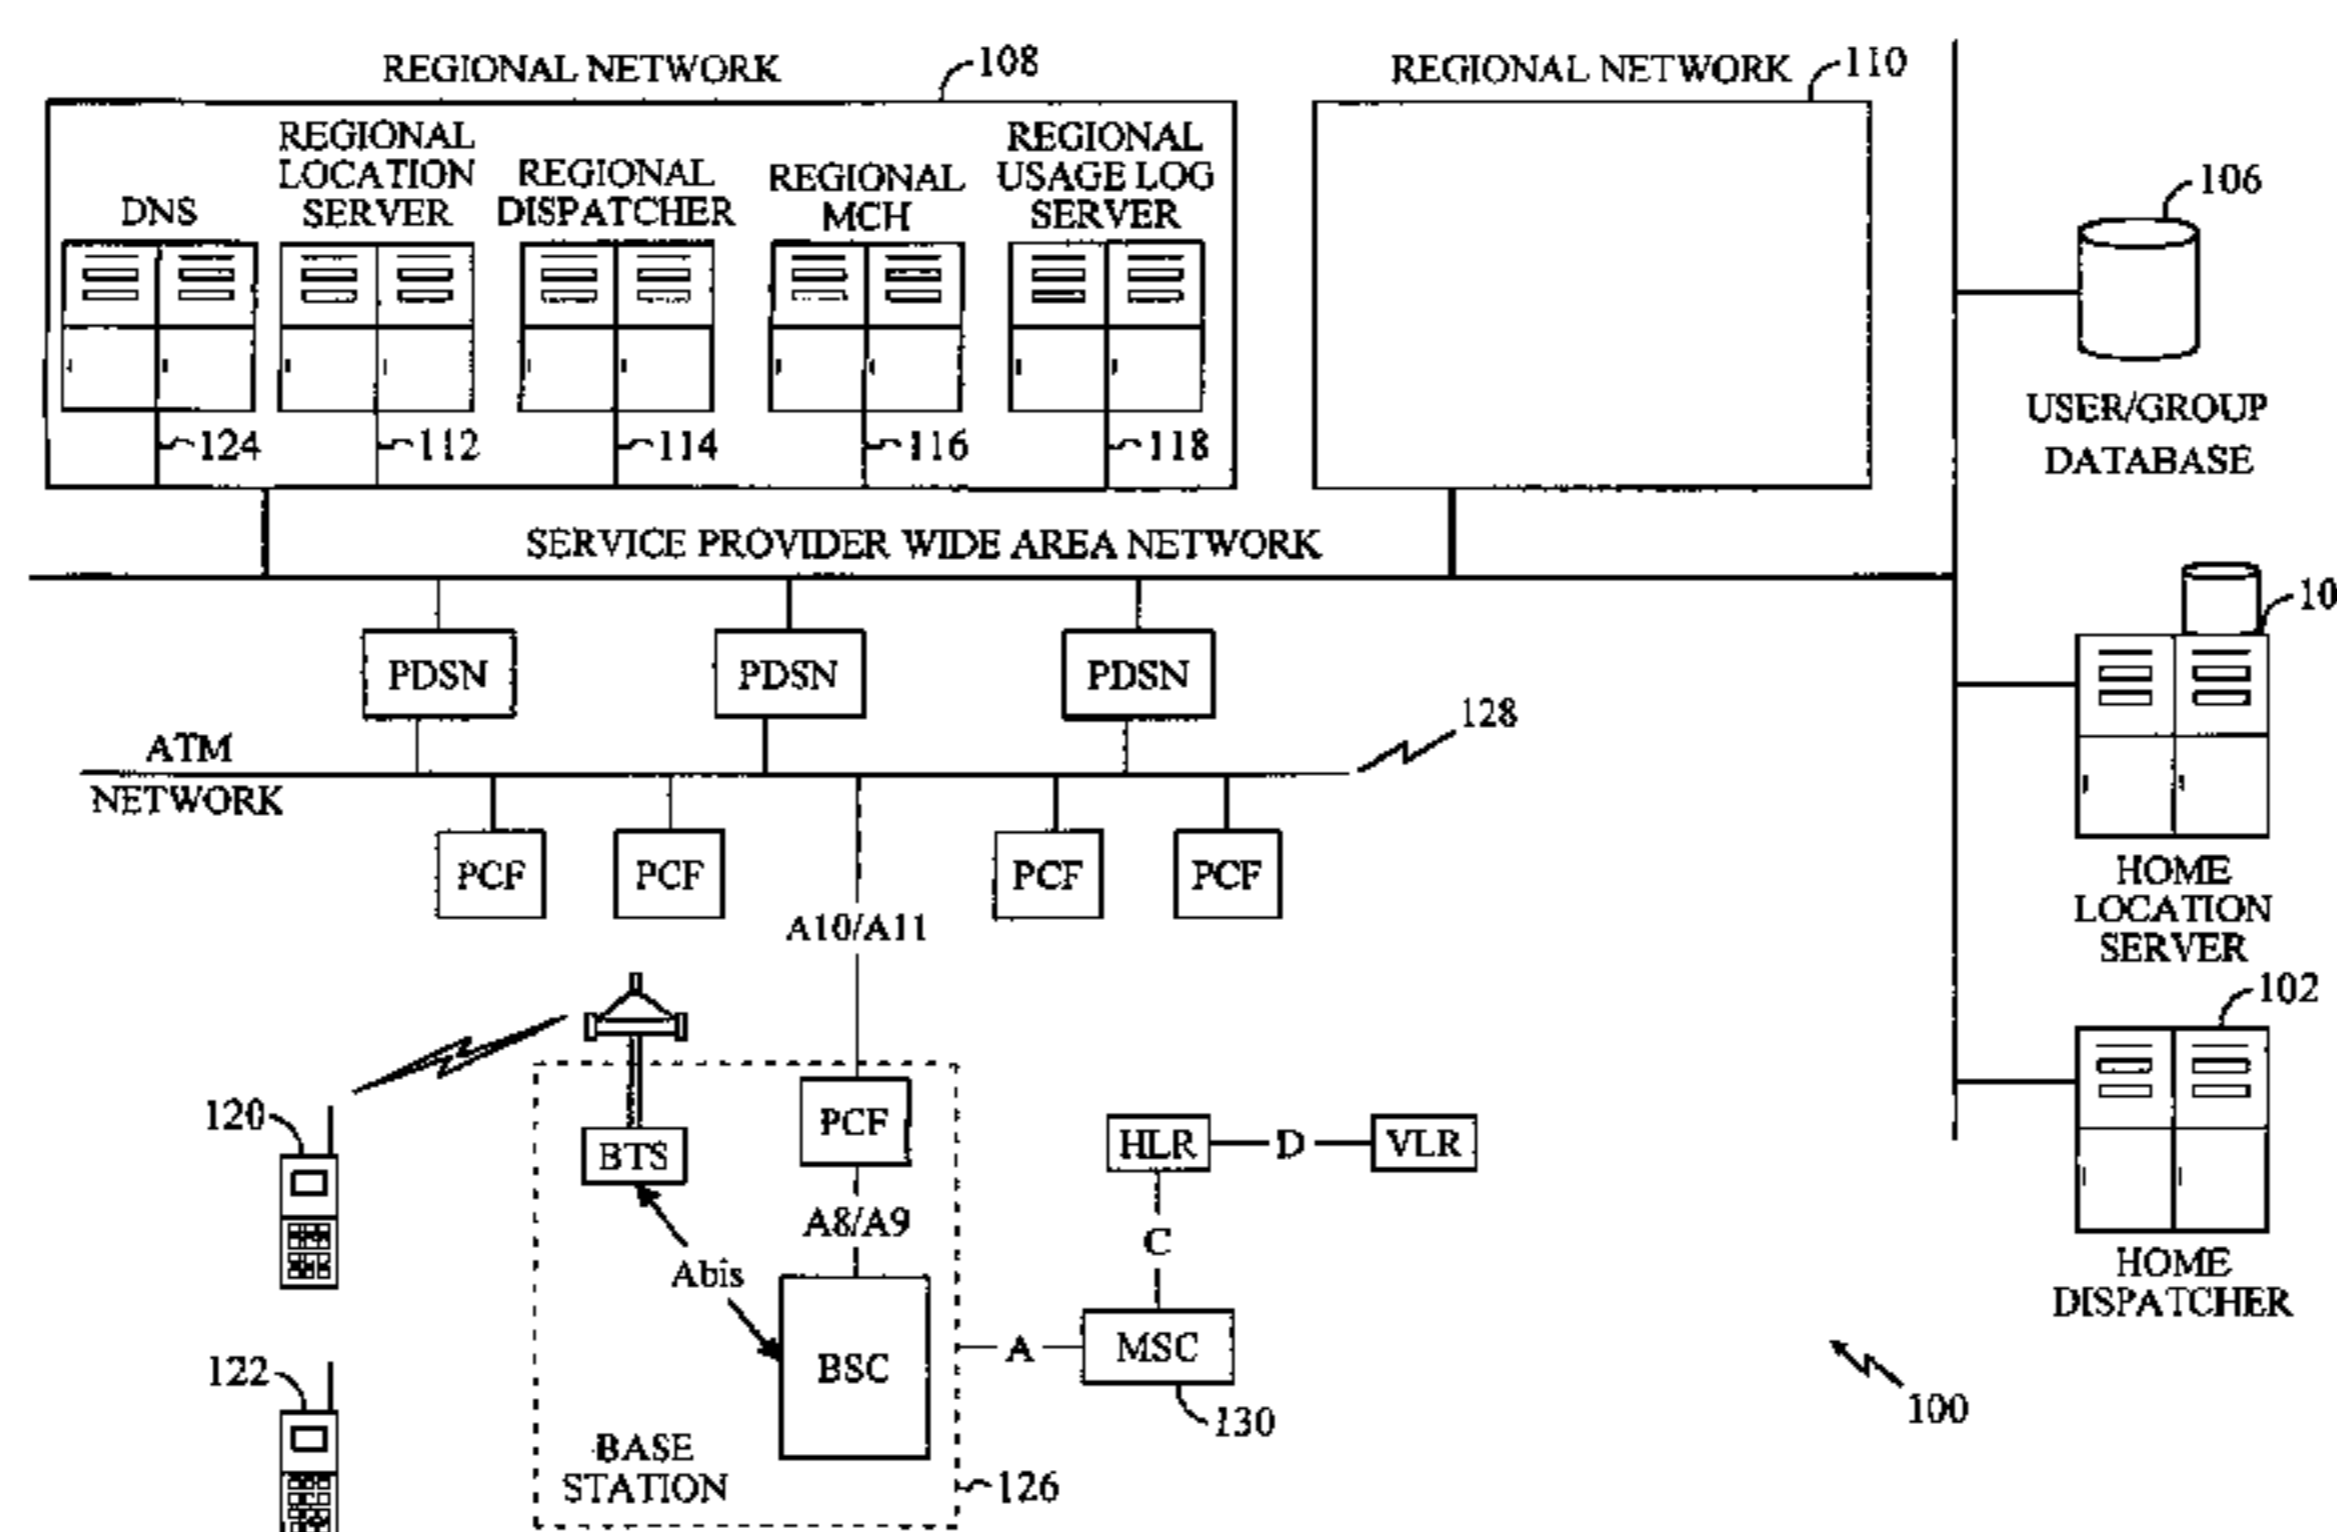 REGIONAL NETWORK
108
REGIONAL NETWORK
110
REGIONAL
LOCATION
SERVER
REGIONAL
USAGE LOG
SERVER
DNS
REGIONAL
DISPATCHER
REGIONAL
MCH
106
124
112
114
116
118
USER/GROUP
DATABASE
SERVICE PROVIDER WIDE AREA NETWORK
10
PDSN
PDSN
PDSN
128
ATM
NETWORK
PCF
PCF
PCF
PCF
HOME
LOCATION
SERVER
A10/A11
102
120
PCF
BTS
HLR
D
VLR
A8/A9
C
Abis
HOME
DISPATCHER
BSC
A
MSC
122
100
130
BASE
STATION
126